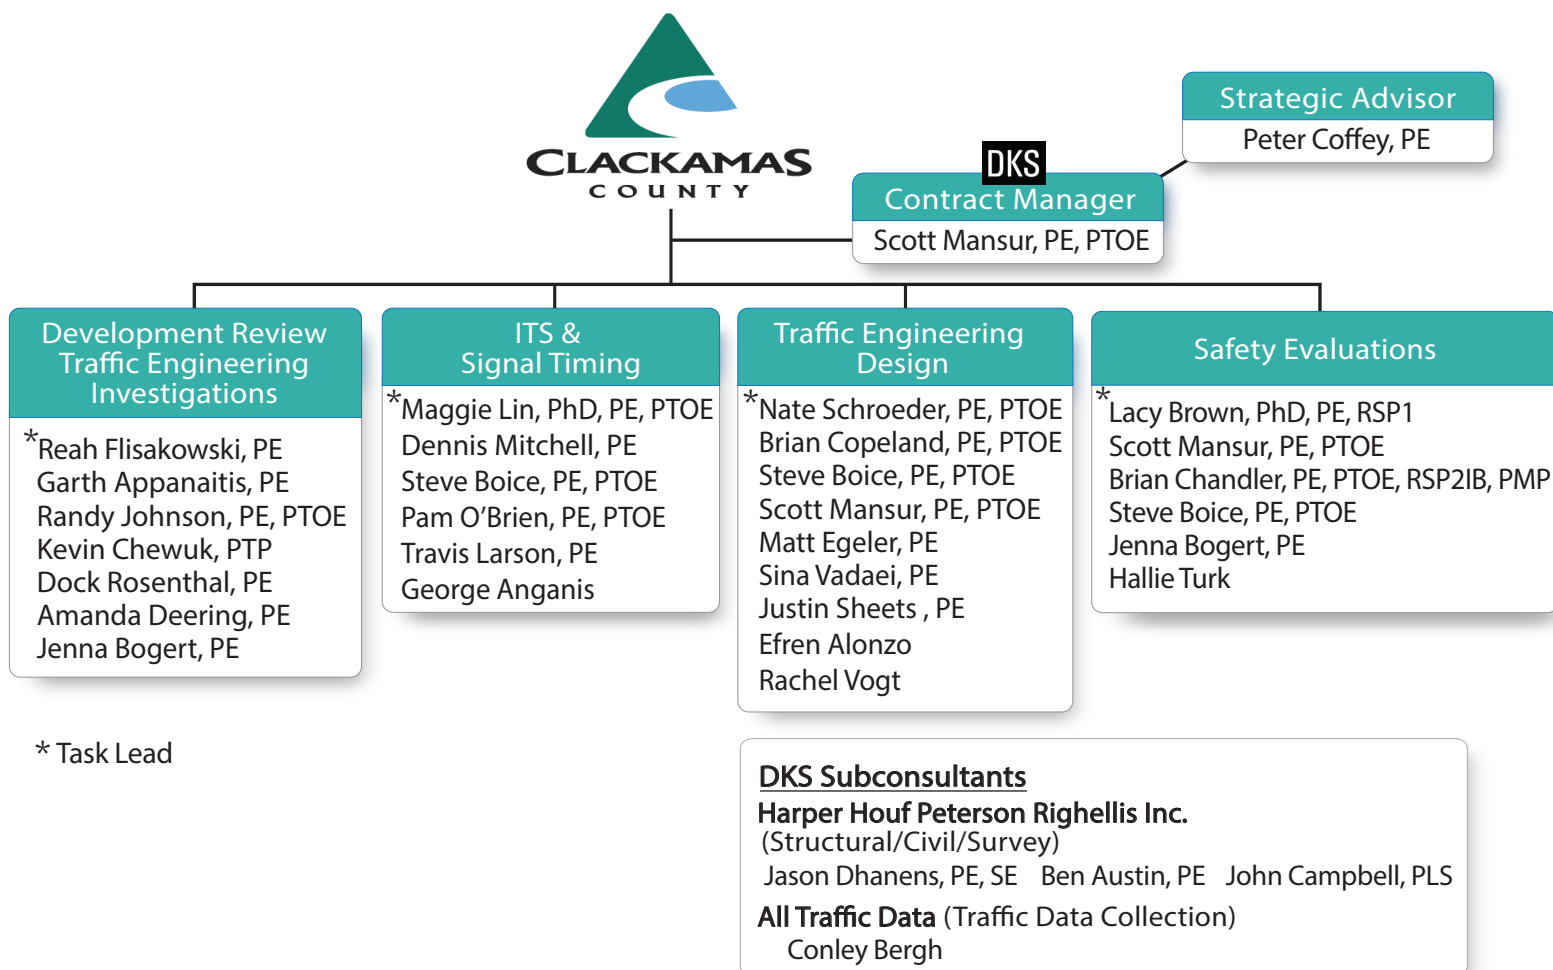 CLACKAMAS
COUNTY
Strategic Advisor
Peter Coffey, PE
DKS
Contract Manager
Scott Mansur, PE, PTOE
Development Review
Traffic Engineering
Investigations
*Reah Flisakowski, PE
Garth Appanaitis, PE
Randy Johnson, PE, PTOE
Kevin Chewuk, PTP
Dock Rosenthal, PE
Amanda Deering, PE
Jenna Bogert, PE
ITS &
Signal Timing
*Maggie Lin, PhD, PE, PTOE
Dennis Mitchell, PE
Steve Boice, PE, PTOE
Pam O’Brien, PE, PTOE
Travis Larson, PE
George Anganis
Traffic Engineering
Design
*Nate Schroeder, PE, PTOE
Brian Copeland, PE, PTOE
Steve Boice, PE, PTOE
Scott Mansur, PE, PTOE
Matt Egeler, PE
Sina Vadaei, PE
Justin Sheets , PE
Efren Alonzo
Rachel Vogt
Safety Evaluations
*Lacy Brown, PhD, PE, RSP1
Scott Mansur, PE, PTOE
Brian Chandler, PE, PTOE, RSP2IB, PMP
Steve Boice, PE, PTOE
Jenna Bogert, PE
Hallie Turk
* Task Lead
DKS Subconsultants
Harper Houf Peterson Righellis Inc.
(Structural/Civil/Survey)
Jason Dhanens, PE, SE Ben Austin, PE John Campbell, PLS
All Traffic Data (Traffic Data Collection)
Conley Bergh